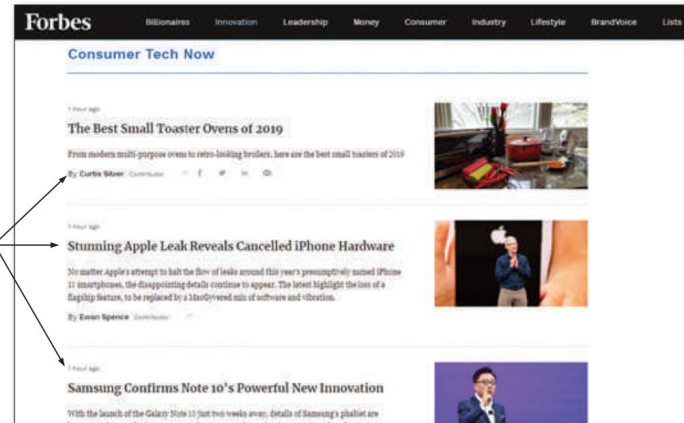 Forbes
Billionaires Innovation Leadership Money Consumer Industry Lifestyle BrandVoice Lists
Consumer Tech Now
1 hour ago
The Best Small Toaster Ovens of 2019
From modern multi-purpose ovens to retro-looking broilers, here are the best small toasters of 2019
By Curtis Silver Contributor
1 hour ago
Stunning Apple Leak Reveals Cancelled iPhone Hardware
No matter Apple's attempt to halt the flow of leaks around this year's presumptively named iPhone
11 smartphones, the disappointing details continue to appear. The latest highlight the loss of a
flagship feature, to be replaced by a MacGyvered mix of software and vibration.
By Ewan Spence Contributor
1 hour ago
Samsung Confirms Note 10's Powerful New Innovation
With the launch of the Galaxy Note 10 just two weeks away, details of Samsung's phablet are